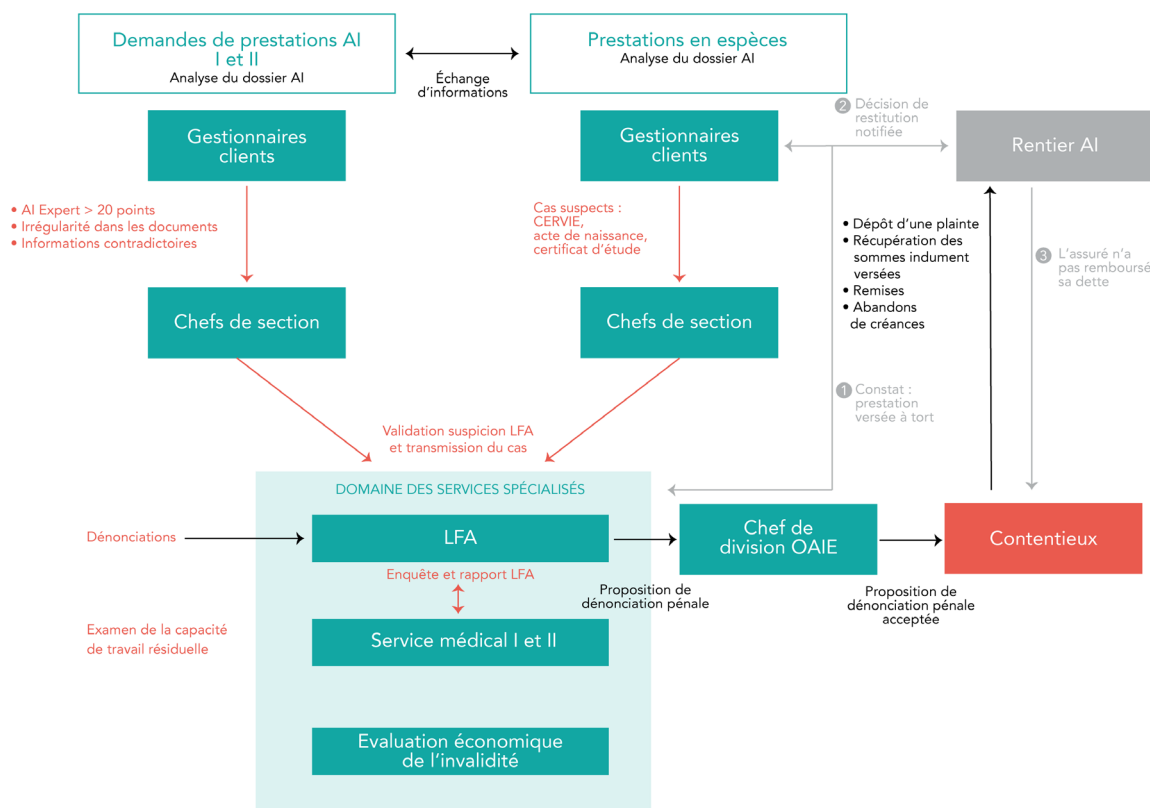 Demandes de prestations AI
I et II
Analyse du dossier AI
Échange
d'informations
Prestations en espèces
Analyse du dossier AI
Gestionnaires
clients
Gestionnaires
clients
2 Décision de
restitution
notifiée
Rentier AI
• AI Expert > 20 points
• Irrégularité dans les documents
• Informations contradictoires
Cas suspects :
CERVIE,
acte de naissance,
certificat d'étude
• Dépôt d'une plainte
• Récupération des
sommes indument
versées
• Remises
• Abandons
de créances
3 L'assuré n'a
pas remboursé
sa dette
Chefs de section
Chefs de section
1 Constat :
prestation
versée à tort
Validation suspicion LFA
et transmission du cas
DOMAINE DES SERVICES SPÉCIALISÉS
Dénonciations
LFA
Chef de
division OAIE
Contentieux
Enquête et rapport LFA
Proposition de
dénonciation pénale
Proposition de
dénonciation pénale
acceptée
Examen de la capacité
de travail résiduelle
Service médical I et II
Evaluation économique
de l'invalidité